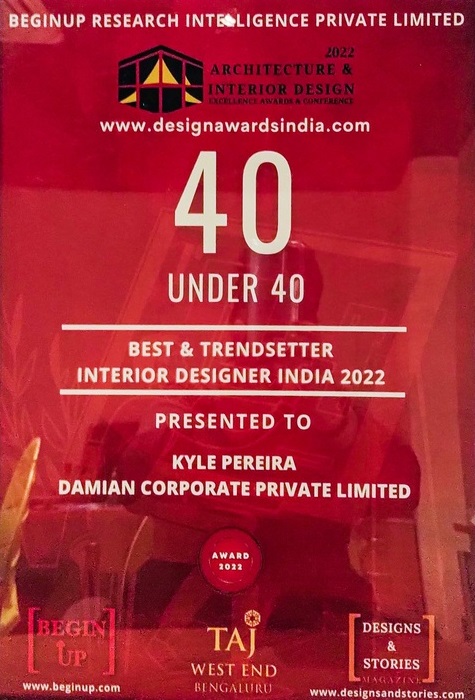 BEGINUP RESEARCH INTELLIGENCE PRIVATE LIMITED
2022
ARCHITECTURE &
INTERIOR DESIGN
EXCELLENCE AWARDS & CONFERENCE
www.designawardsindia.com
40
UNDER 40
BEST & TRENDSETTER
INTERIOR DESIGNER INDIA 2022
PRESENTED TO
KYLE PEREIRA
DAMIAN CORPORATE PRIVATE LIMITED
AWARD
2022
BEGIN
UP
www.beginup.com
TAJ
WEST END
BENGALURU
DESIGNS
&
STORIES
MAGAZINE
www.designsandstories.com